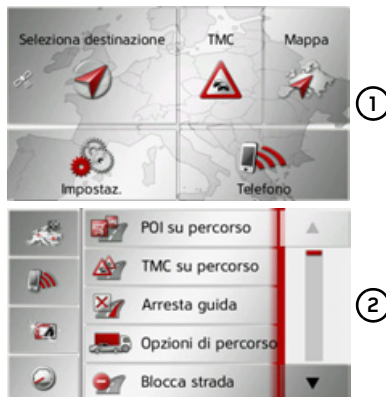 Seleziona destinazione
TMC
Mappa
1
Impostaz.
Telefono
POI su percorso
TMC su percorso
Arresta guida
2
Opzioni di percorso
Blocca strada